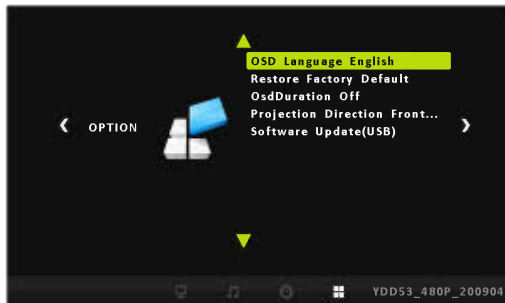 OSD Language English
Restore Factory Default
OsdDuration Off
Projection Direction Front...
OPTION
Software Update(USB)
YDD53_480P_200904